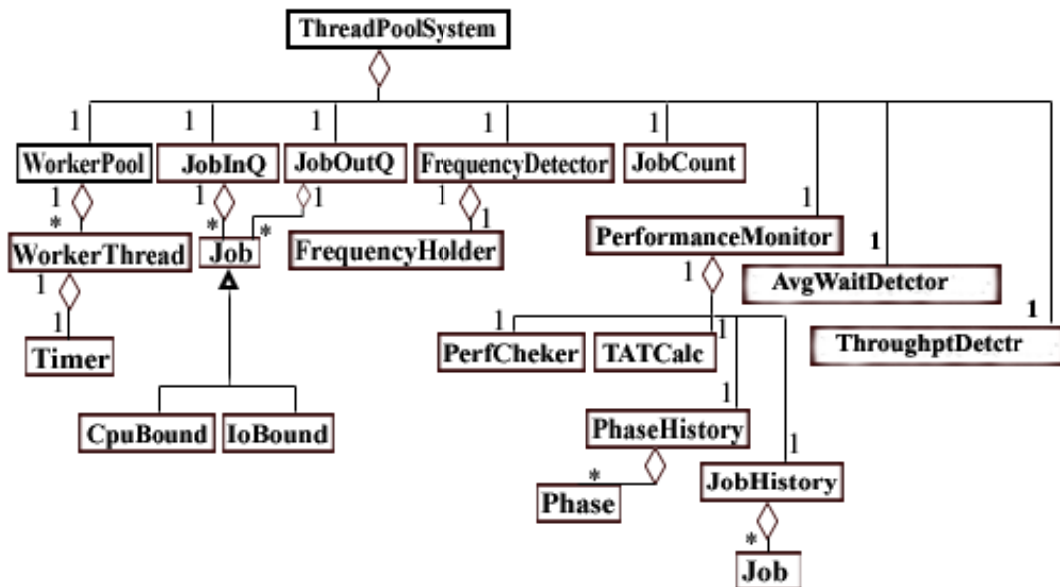 ThreadPoolSystem
1 1 1 1 1
WorkerPool JobInQ JobOutQ FrequencyDetector JobCount
1 1 1 1 1
* * * 1
WorkerThread Job FrequencyHolder PerformanceMonitor 1
1 1 AvgWaitDetctor
1 1 1 1
Timer PerfCheker TATCalc ThroughptDetctr
1
CpuBound IoBound PhaseHistory 1
* JobHistory
Phase
*
Job